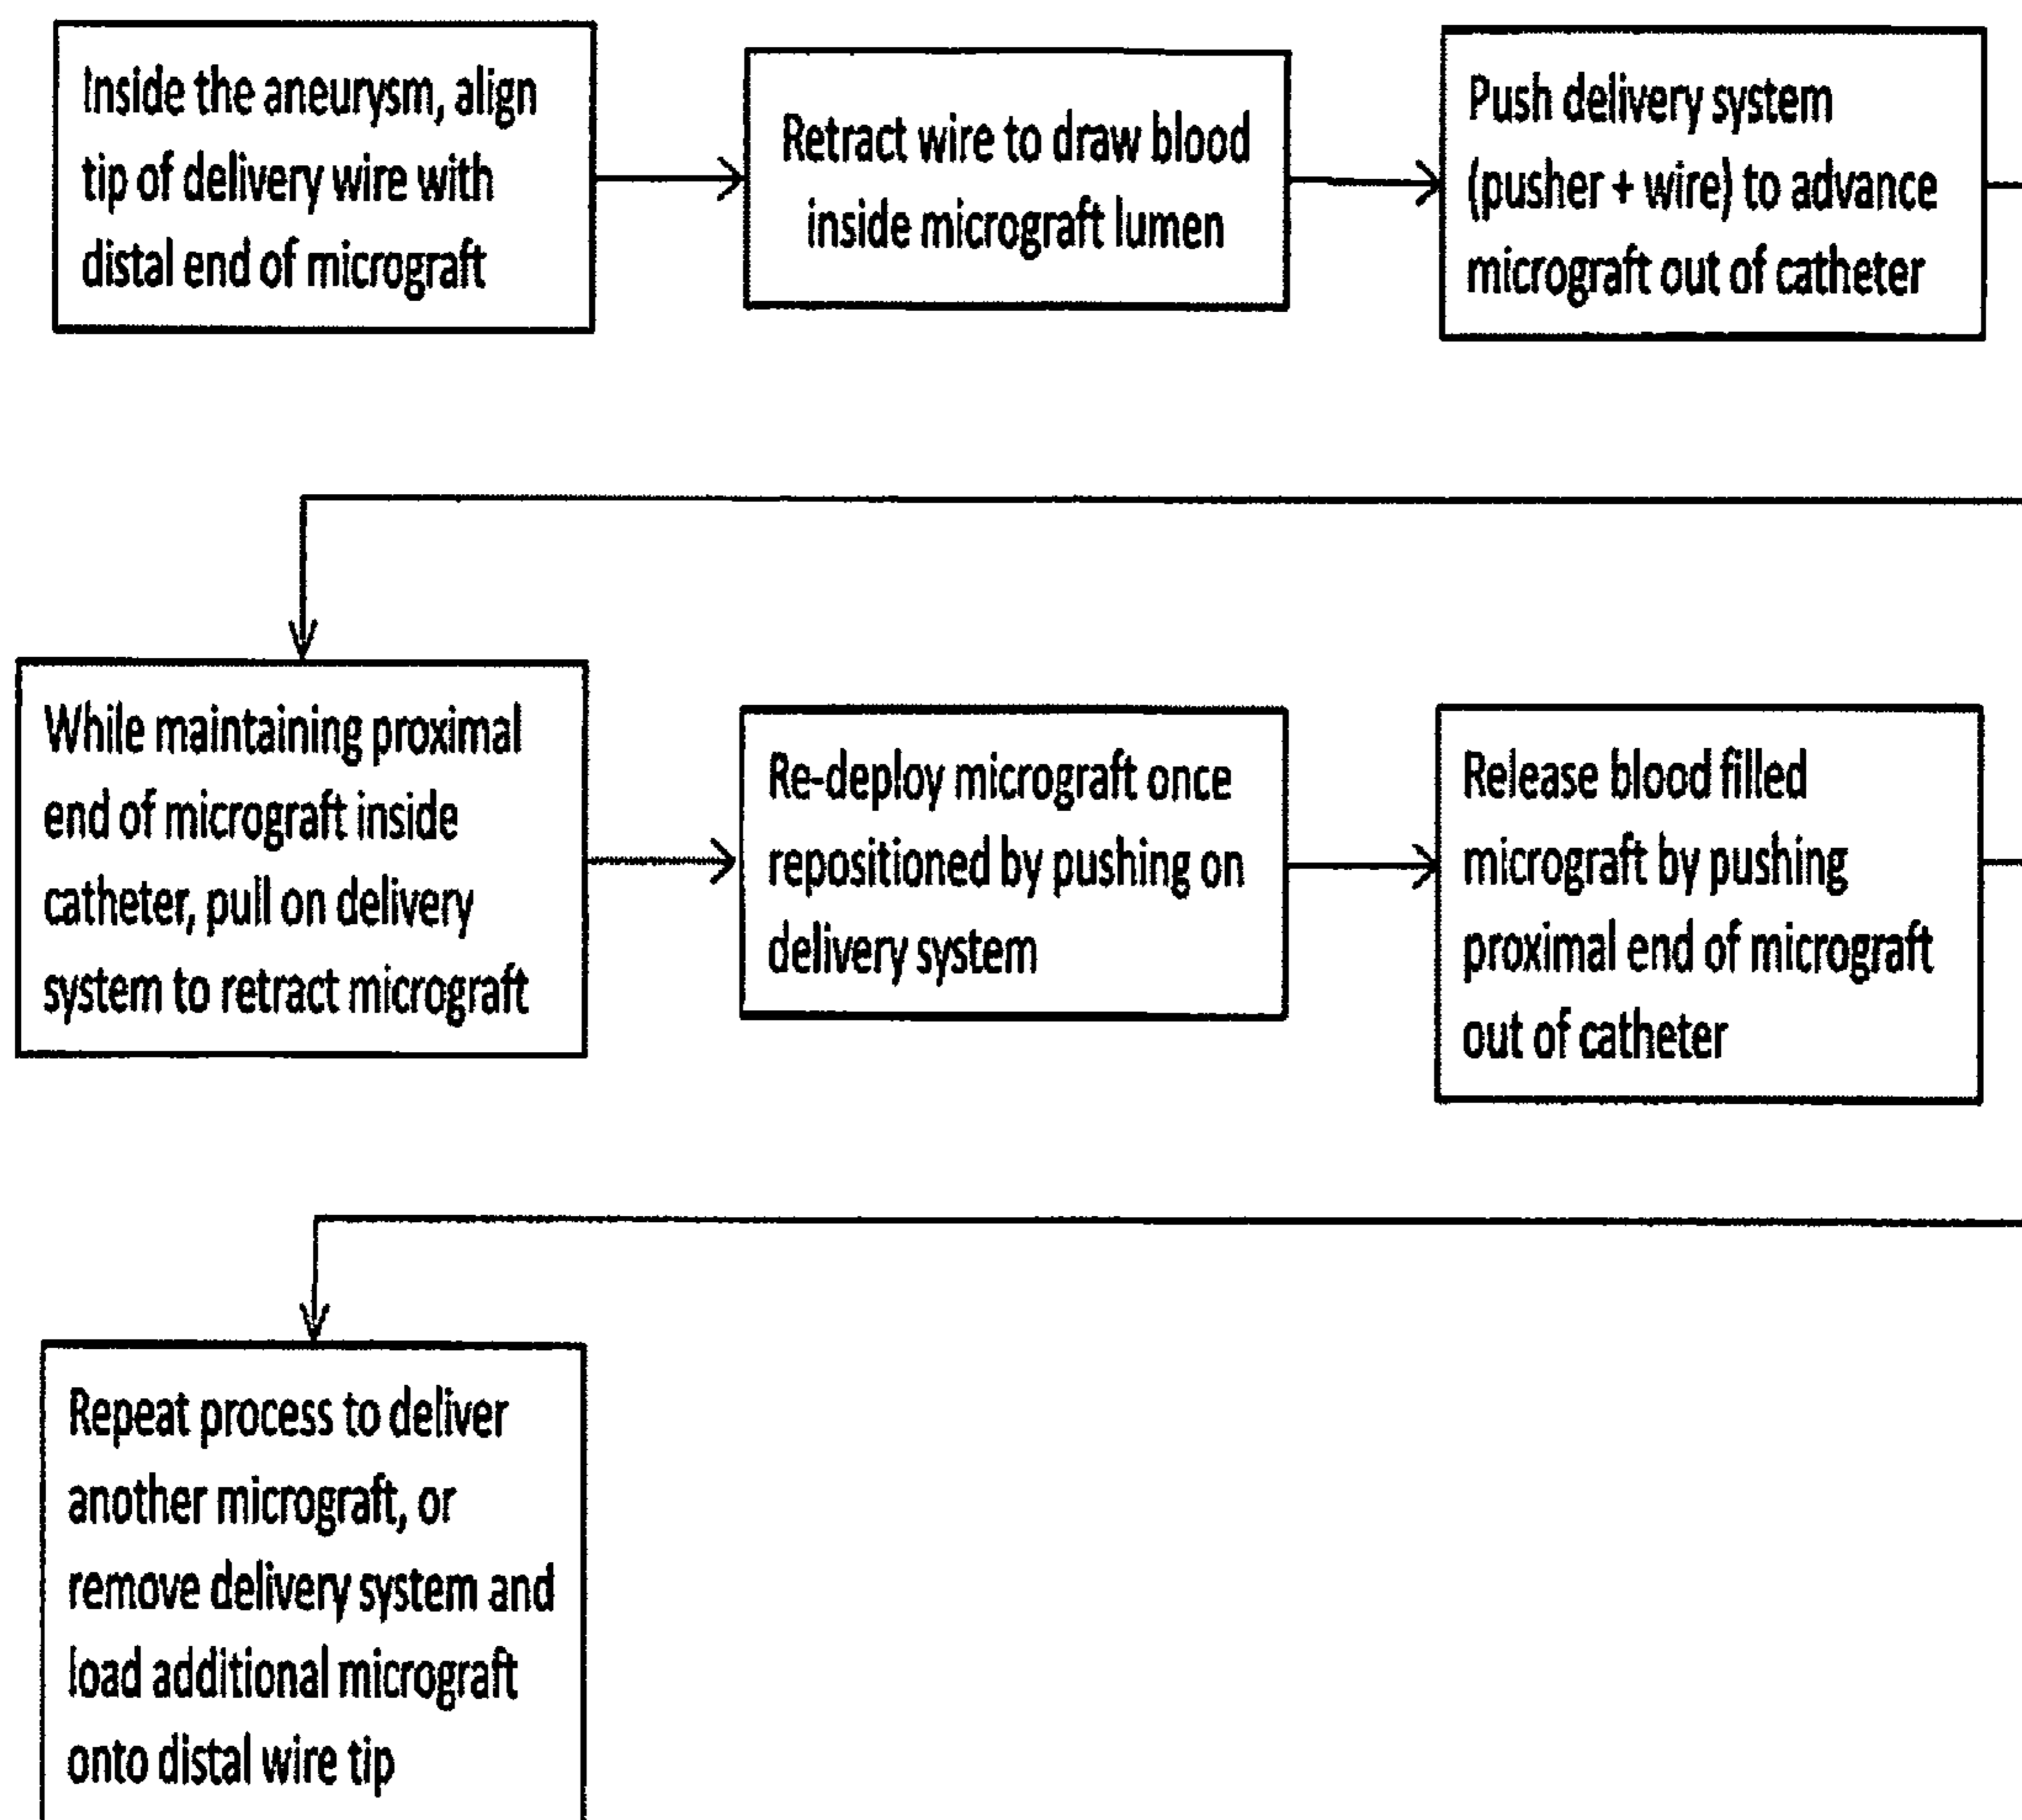 Inside the aneurysm, align
tip of delivery wire with
distal end of micrograft
Retract wire to draw blood
inside micrograft lumen
Push delivery system
(pusher + wire) to advance
micrograft out of catheter
While maintaining proximal
end of micrograft inside
catheter, pull on delivery
system to retract micrograft
Re-deploy micrograft once
repositioned by pushing on
delivery system
Release blood filled
micrograft by pushing
proximal end of micrograft
out of catheter
Repeat process to deliver
another micrograft, or
remove delivery system and
load additional micrograft
onto distal wire tip